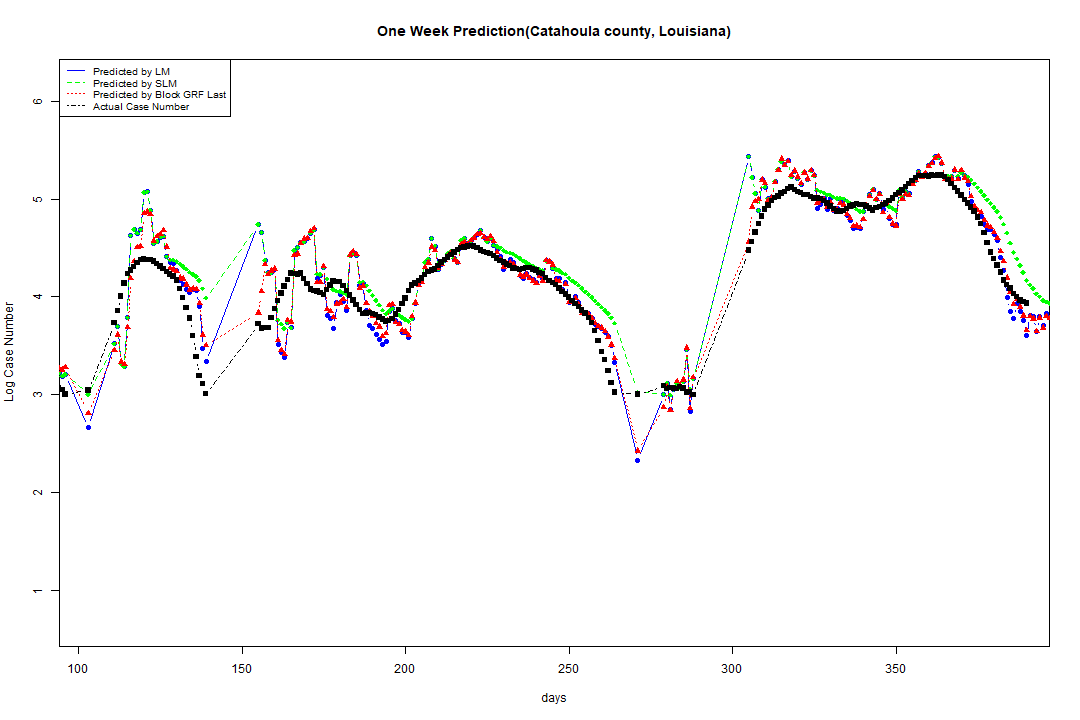 One Week Prediction(Catahoula county, Louisiana)
Predicted by LM
Predicted by SLM
Predicted by Block GRF Last
Actual Case Number
Log Case Number
6
5
4
3
2
1
100 150 200 250 300 350
days